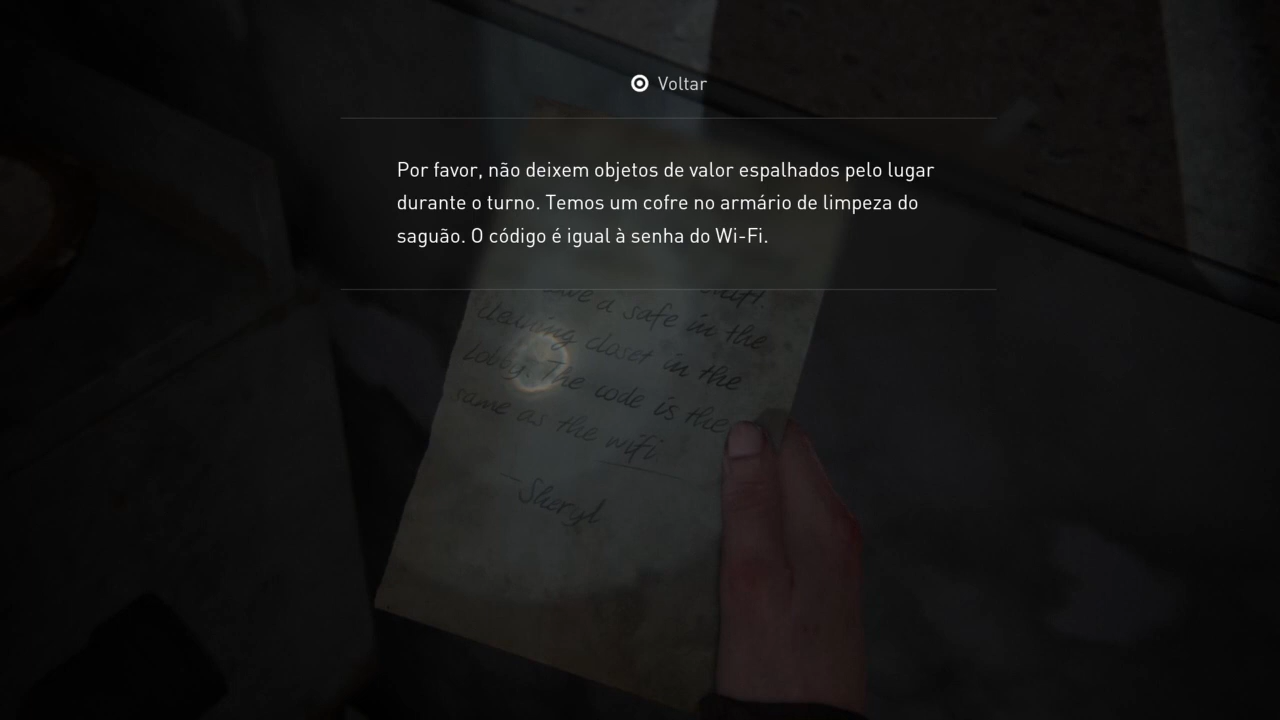 Voltar
Por favor, não deixem objetos de valor espalhados pelo lugar
durante o turno. Temos um cofre no armário de limpeza do
saguão. O código é igual à senha do Wi-Fi.
a safe in the
cleaning closet in the
lobby. The code is the
same as the wifi
—Sheryl